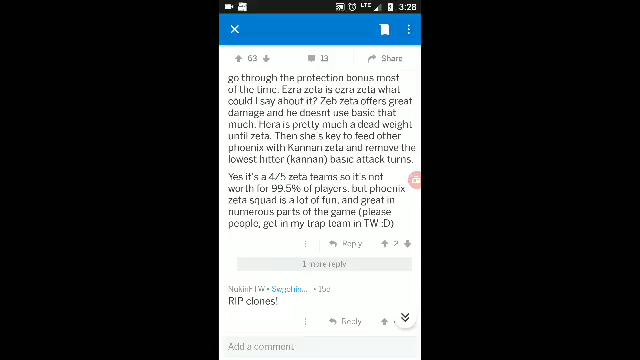 LTE 3:28
63 13 Share
go through the protection bonus most
of the time. Ezra zeta is ezra zeta what
could I say about it? Zeb zeta offers great
damage and he doesnt use basic that
much. Hera is pretty much a dead weight
until zeta. Then she's key to feed other
phoenix with Kannan zeta and remove the
lowest hitter (kannan) basic attack turns.
Yes it's a 4/5 zeta teams so it's not
worth for 99.5% of players, but phoenix
zeta squad is a lot of fun, and great in
numerous parts of the game (please
people, get in my trap team in TW :D)
Reply 2
1 more reply
NukinFTW • • 15d
RIP clones!
Reply
Add a comment